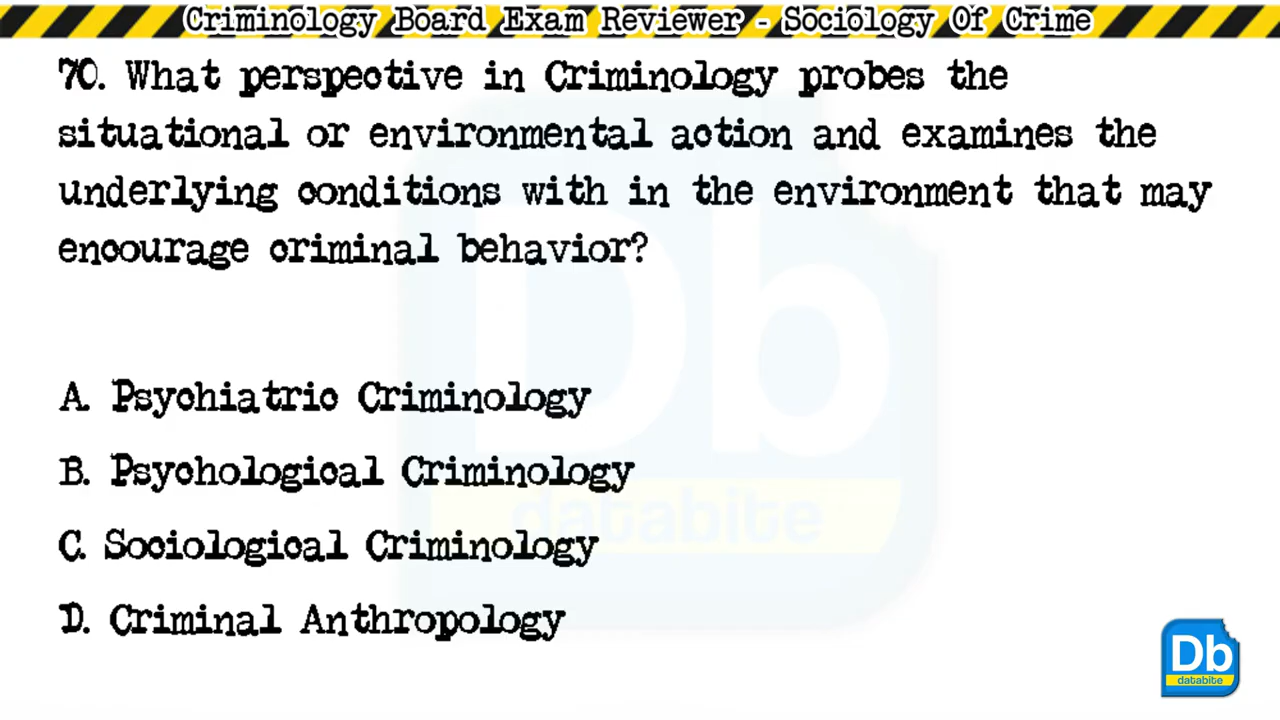 Criminology Board Exam Reviewer - Sociology Of Crime
70. What perspective in Criminology probes the
situational or environmental action and examines the
underlying conditions with in the environment that may
encourage criminal behavior?
A. Psychiatric Criminology
B. Psychological Criminology
C. Sociological Criminology
D. Criminal Anthropology
Db
databite
Db
databite